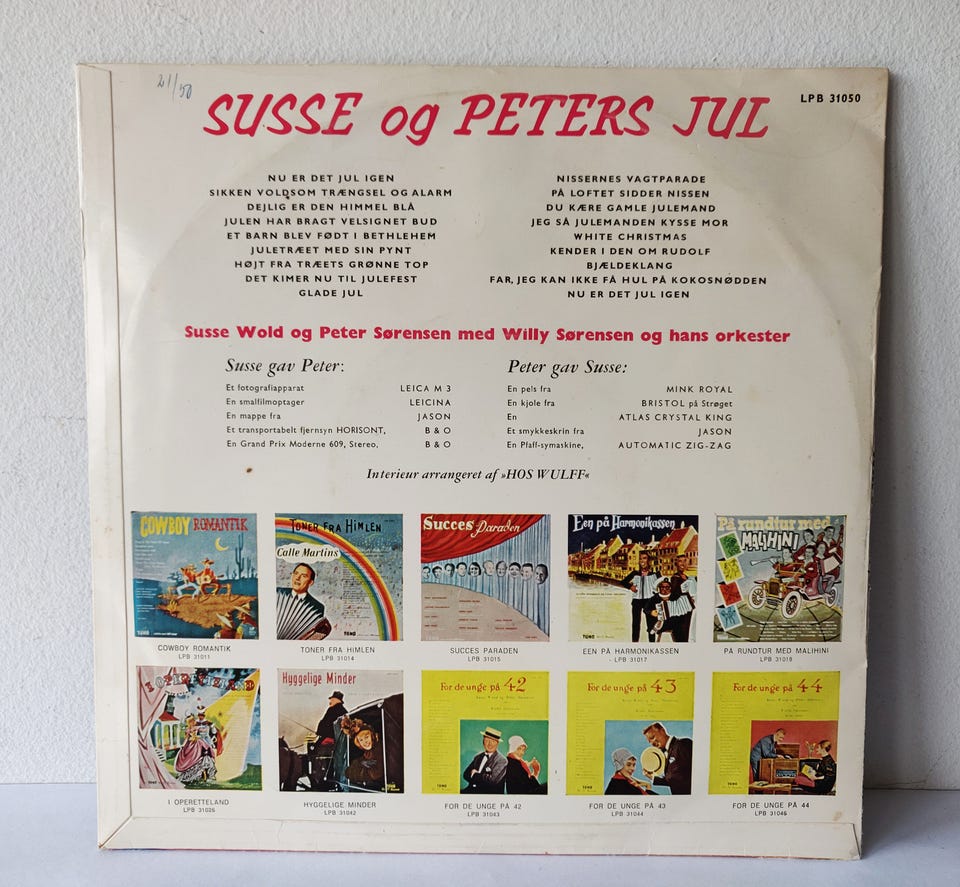 21/50
SUSSE og PETERS JUL
LPB 31050
NU ER DET JUL IGEN
SIKKEN VOLDSOM TRÆNGSEL OG ALARM
DEJLIG ER DEN HIMMEL BLÅ
JULEN HAR BRAGT VELSIGNET BUD
ET BARN BLEV FØDT I BETHLEHEM
JULETRÆET MED SIN PYNT
HØJT FRA TRÆETS GRØNNE TOP
DET KIMER NU TIL JULEFEST
GLADE JUL
NISSERNES VAGTPARADE
PÅ LOFTET SIDDER NISSEN
DU KÆRE GAMLE JULEMAND
JEG SÅ JULEMANDEN KYSSE MOR
WHITE CHRISTMAS
KENDER I DEN OM RUDOLF
BJÆLDEKLANG
FAR, JEG KAN IKKE FÅ HUL PÅ KOKOSNØDDEN
NU ER DET JUL IGEN
Susse Wold og Peter Sørensen med Willy Sørensen og hans orkester
Susse gav Peter:
Et fotografiapparat LEICA M 3
En smalfilmoptager LEICINA
En mappe fra JASON
Et transportabelt fjernsyn HORISONT, B & O
En Grand Prix Moderne 609, Stereo, B & O
Peter gav Susse:
En pels fra MINK ROYAL
En kjole fra BRISTOL på Strøget
En ATLAS CRYSTAL KING
Et smykkeskrin fra JASON
En Pfaff-symaskine, AUTOMATIC ZIG-ZAG
Interieur arrangeret af »HOS WULFF«
COWBOY ROMANTIK
TONO
TONER FRA HIMLEN
Calle Martins
TONO
Succes Paraden
Een på Harmonikassen
TONO
På rundtur med
MALIHINI
TONO
COWBOY ROMANTIK
LPB 31011
TONER FRA HIMLEN
LPB 31014
SUCCES PARADEN
LPB 31015
EEN PÅ HARMONIKASSEN
- LPB 31017
PÅ RUNDTUR MED MALIHINI
LPB 31018
I OPERETTELAND
Hyggelige Minder
For de unge på 42
TONO
For de unge på 43
TONO
For de unge på 44
TONO
I OPERETTELAND
LPB 31026
HYGGELIGE MINDER
LPB 31042
FOR DE UNGE PÅ 42
LPB 31043
FOR DE UNGE PÅ 43
LPB 31044
FOR DE UNGE PÅ 44
LPB 31046